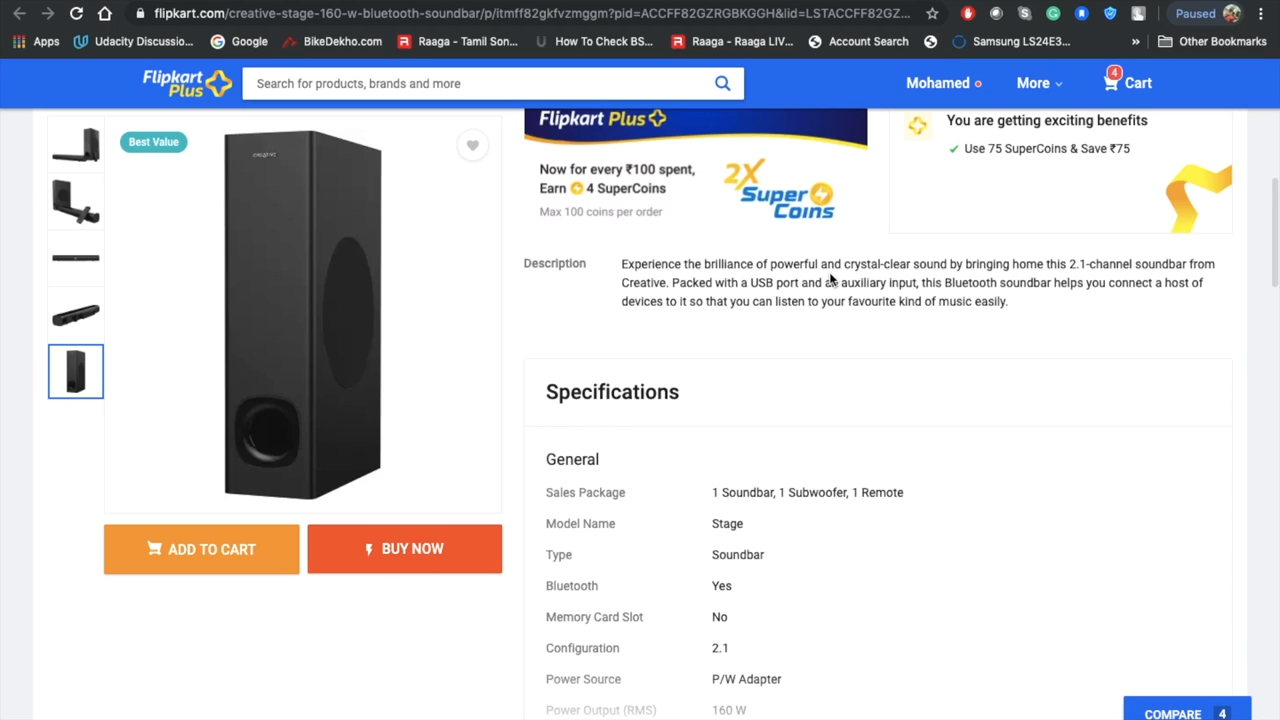 flipkart.com/creative-stage-160-w-bluetooth-soundbar/p/itmff82gkfvzmggm?pid=ACCFF82GZRGBKGGH&lid=LSTACCFF82GZ...
Paused
Apps
Udacity Discussio...
Google
BikeDekho.com
Raaga - Tamil Son...
How To Check BS...
Raaga - Raaga LIV...
Account Search
Samsung LS24E3...
»
Other Bookmarks
Flipkart
Plus
Search for products, brands and more
Mohamed
More
4
Cart
Best Value
CREATIVE
Flipkart Plus
Now for every ₹100 spent,
Earn 4 SuperCoins
Max 100 coins per order
2X
Super
Coins
You are getting exciting benefits
Use 75 SuperCoins & Save ₹75
Description
Experience the brilliance of powerful and crystal-clear sound by bringing home this 2.1-channel soundbar from
Creative. Packed with a USB port and an auxiliary input, this Bluetooth soundbar helps you connect a host of
devices to it so that you can listen to your favourite kind of music easily.
Specifications
General
Sales Package 1 Soundbar, 1 Subwoofer, 1 Remote
Model Name Stage
Type Soundbar
Bluetooth Yes
Memory Card Slot No
Configuration 2.1
Power Source P/W Adapter
Power Output (RMS) 160 W
ADD TO CART
BUY NOW
COMPARE 4